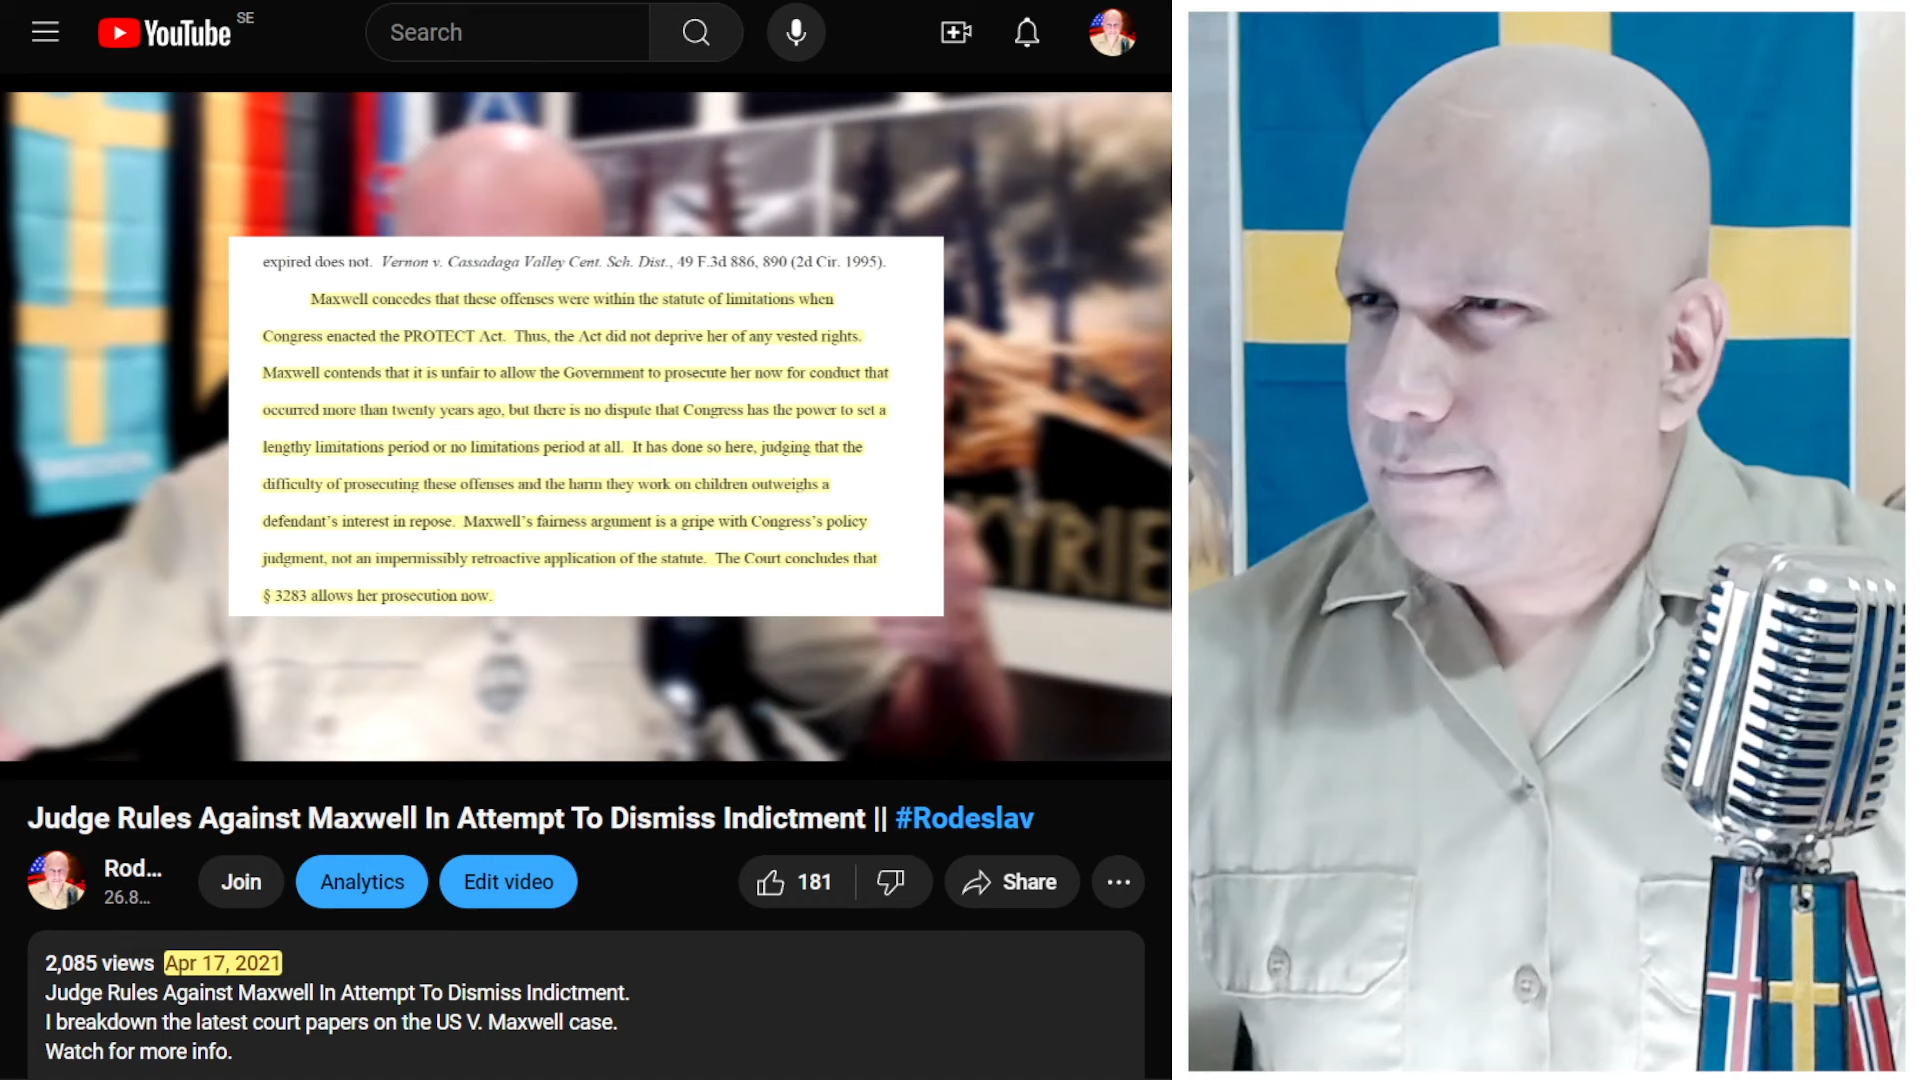 YouTube SE
Search
expired does not. Vernon v. Cassadaga Valley Cent. Sch. Dist., 49 F.3d 886, 890 (2d Cir. 1995).
Maxwell concedes that these offenses were within the statute of limitations when
Congress enacted the PROTECT Act. Thus, the Act did not deprive her of any vested rights.
Maxwell contends that it is unfair to allow the Government to prosecute her now for conduct that
occurred more than twenty years ago, but there is no dispute that Congress has the power to set a
lengthy limitations period or no limitations period at all. It has done so here, judging that the
difficulty of prosecuting these offenses and the harm they work on children outweighs a
defendant's interest in repose. Maxwell's fairness argument is a gripe with Congress's policy
judgment, not an impermissibly retroactive application of the statute. The Court concludes that
§ 3283 allows her prosecution now.
KYRIE
Judge Rules Against Maxwell In Attempt To Dismiss Indictment || #Rodeslav
Rod...
26.8...
Join
Analytics
Edit video
181
Share
2,085 views Apr 17, 2021
Judge Rules Against Maxwell In Attempt To Dismiss Indictment.
I breakdown the latest court papers on the US V. Maxwell case.
Watch for more info.